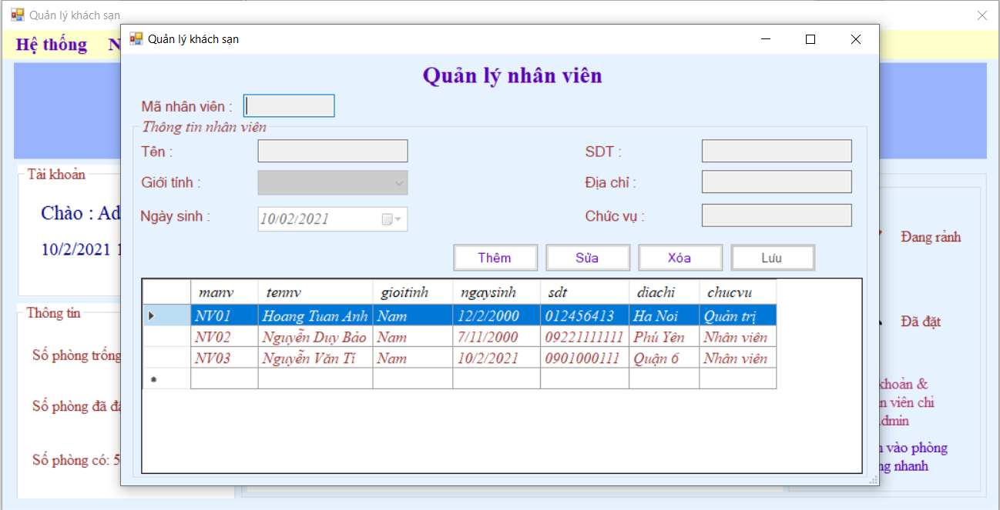 Quản lý khách sạn
Hệ thống
Quản lý khách sạn
Quản lý nhân viên
Mã nhân viên :
Thông tin nhân viên
Tên :
SDT :
Giới tính :
Địa chỉ :
Ngày sinh :
10/02/2021
Chức vụ :
Thêm Sửa Xóa Lưu
manv tennv gioitinh ngaysinh sdt diachi chucvu
NV01 Hoang Tuan Anh Nam 12/2/2000 012456413 Ha Noi Quản trị
NV02 Nguyễn Duy Bảo Nam 7/11/2000 09221111111 Phú Yên Nhân viên
NV03 Nguyễn Văn Tí Nam 10/2/2021 0901000111 Quận 6 Nhân viên
Tài khoản
Chào : Ad
10/2/2021 1
Thông tin
Số phòng trống
Số phòng đã
Số phòng có: 5
Đang rảnh
Đã đặt
khoản &
viên chỉ
vào phòng
nhanh